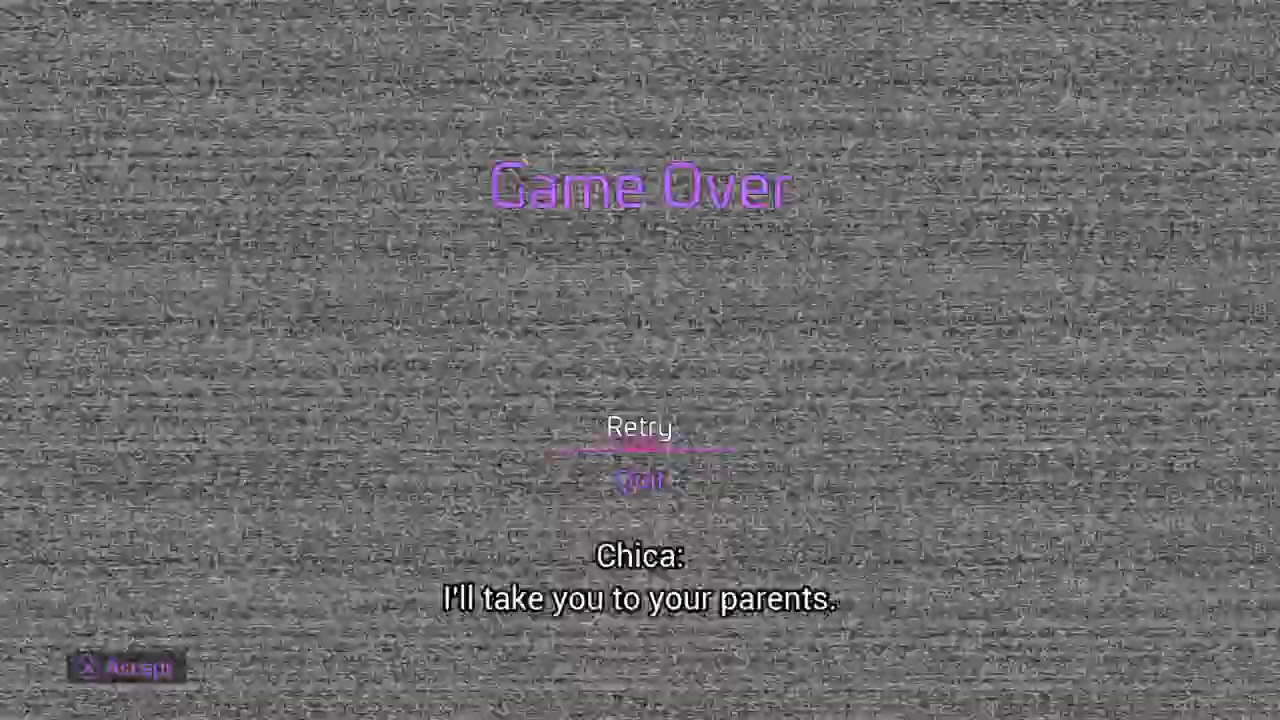 Game Over
Retry
Quit
Chica:
I'll take you to your parents.
X Accept